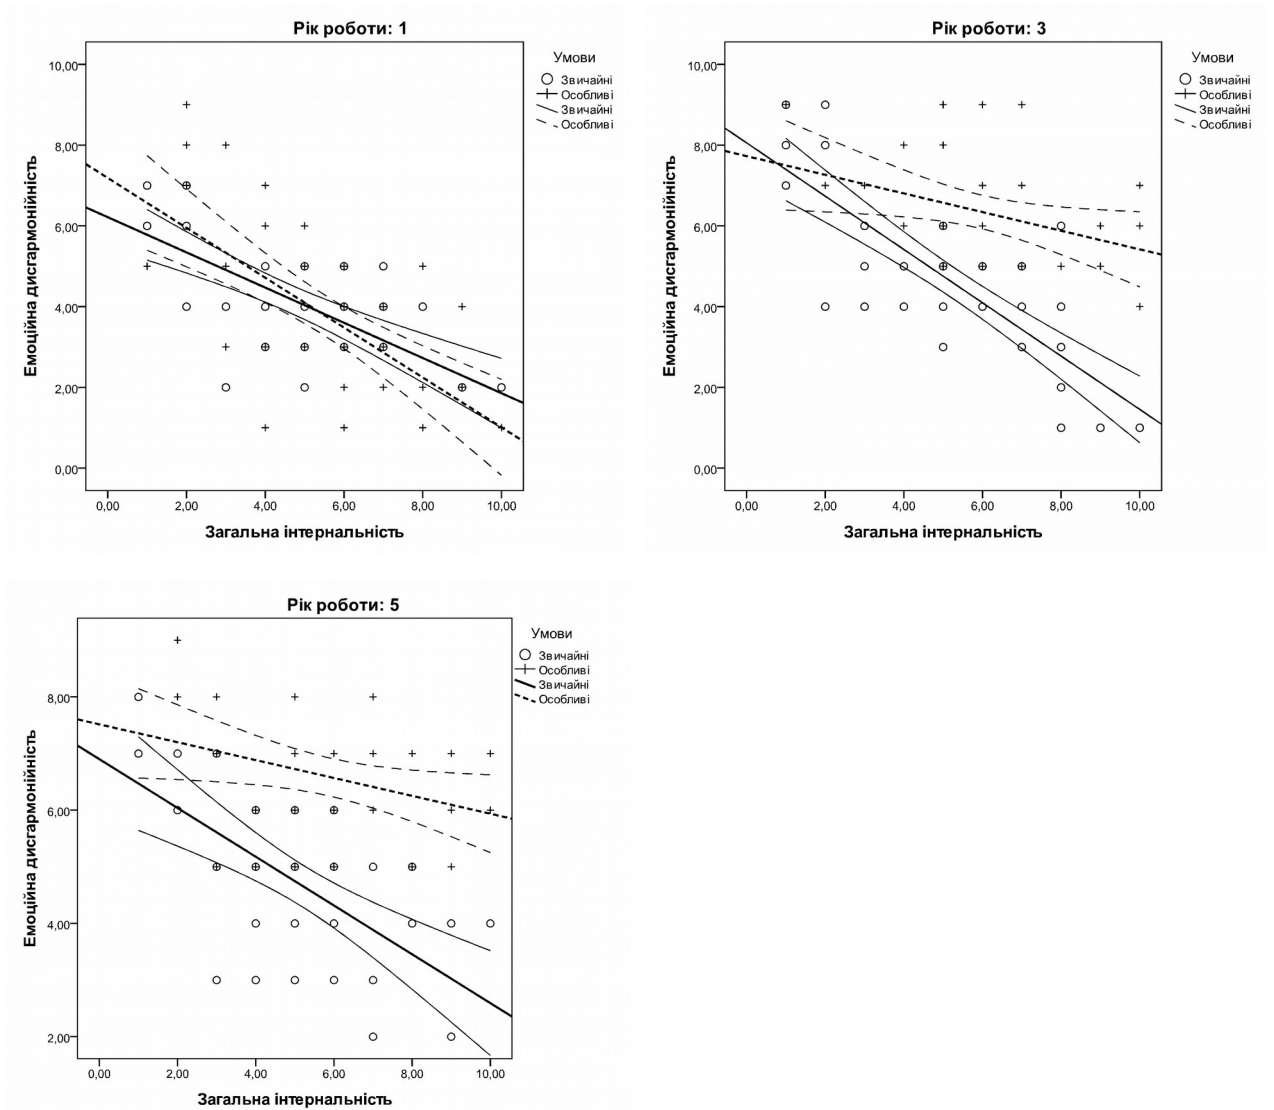 Рік роботи: 1
Емоційна дисгармонійність
10,00
8,00
6,00
4,00
2,00
0,00
0,00 2,00 4,00 6,00 8,00 10,00
Загальна інтернальність
Умови
Звичайні
Особливі
Звичайні
Особливі
Рік роботи: 3
Емоційна дисгармонійність
10,00
8,00
6,00
4,00
2,00
0,00
0,00 2,00 4,00 6,00 8,00 10,00
Загальна інтернальність
Умови
Звичайні
Особливі
Звичайні
Особливі
Рік роботи: 5
Емоційна дисгармонійність
8,00
6,00
4,00
2,00
0,00 2,00 4,00 6,00 8,00 10,00
Загальна інтернальність
Умови
Звичайні
Особливі
Звичайні
Особливі